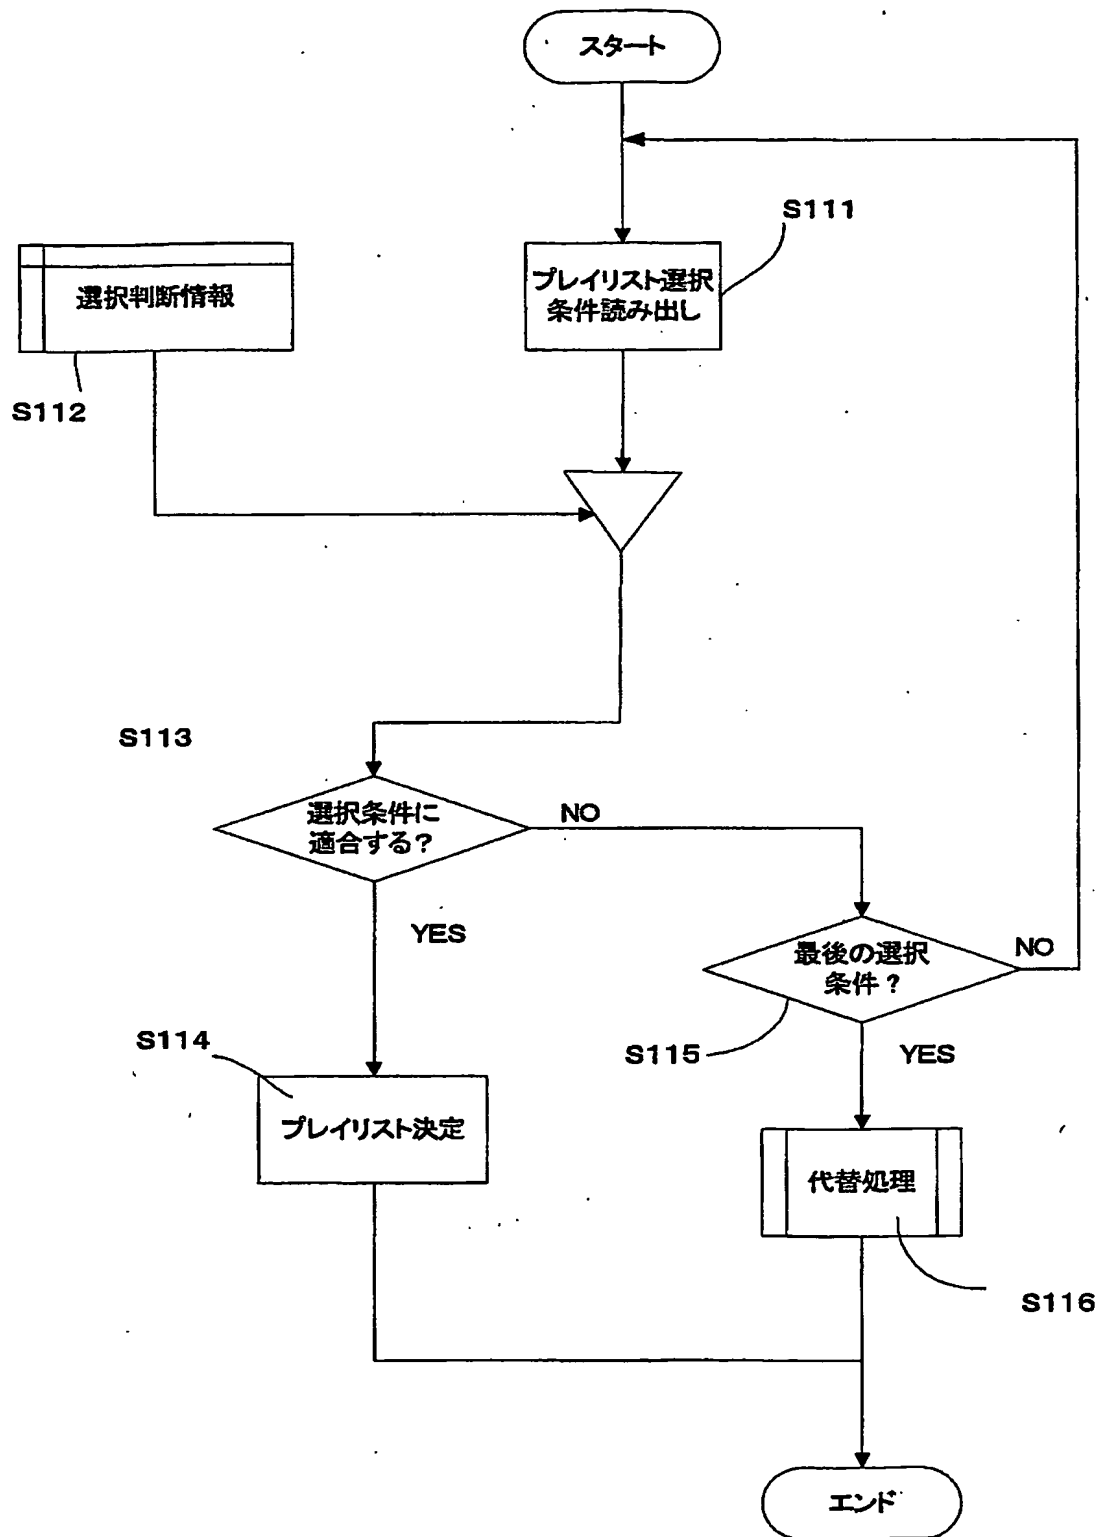 スタート
S111
プレイリスト選択
条件読み出し
選択判断情報
S112
S113
選択条件に
適合する？
NO
YES
最後の選択
条件？
NO
S115
YES
S114
プレイリスト決定
代替処理
S116
エンド